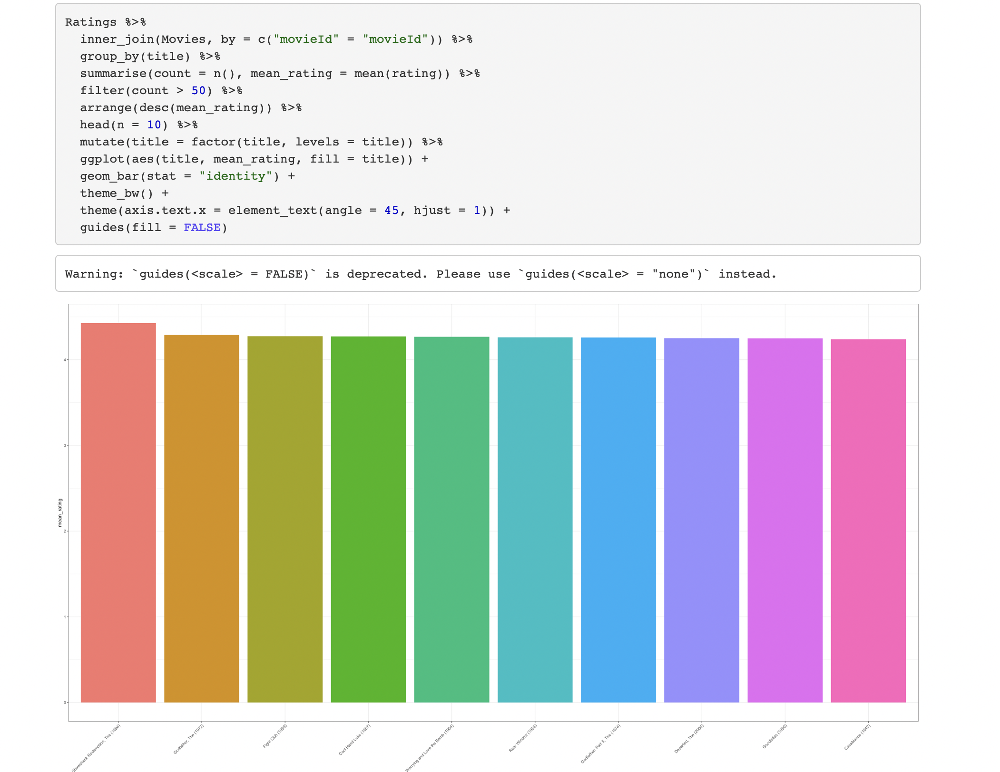 Ratings %>%
inner_join(Movies, by = c("movieId" = "movieId")) %>%
group_by(title) %>%
summarise(count = n(), mean_rating = mean(rating)) %>%
filter(count > 50) %>%
arrange(desc(mean_rating)) %>%
head(n = 10) %>%
mutate(title = factor(title, levels = title)) %>%
ggplot(aes(title, mean_rating, fill = title)) +
geom_bar(stat = "identity") +
theme_bw() +
theme(axis.text.x = element_text(angle = 45, hjust = 1)) +
guides(fill = FALSE)
Warning: `guides(<scale> = FALSE)` is deprecated. Please use `guides(<scale> = "none")` instead.
4
3
2
1
0
mean_rating
Shawshank Redemption, The (1994)
Godfather, The (1972)
Fight Club (1999)
Cool Hand Luke (1967)
Worrying and Love the Bomb (1964)
Rear Window (1954)
Godfather: Part II, The (1974)
Departed, The (2006)
Goodfellas (1990)
Casablanca (1942)